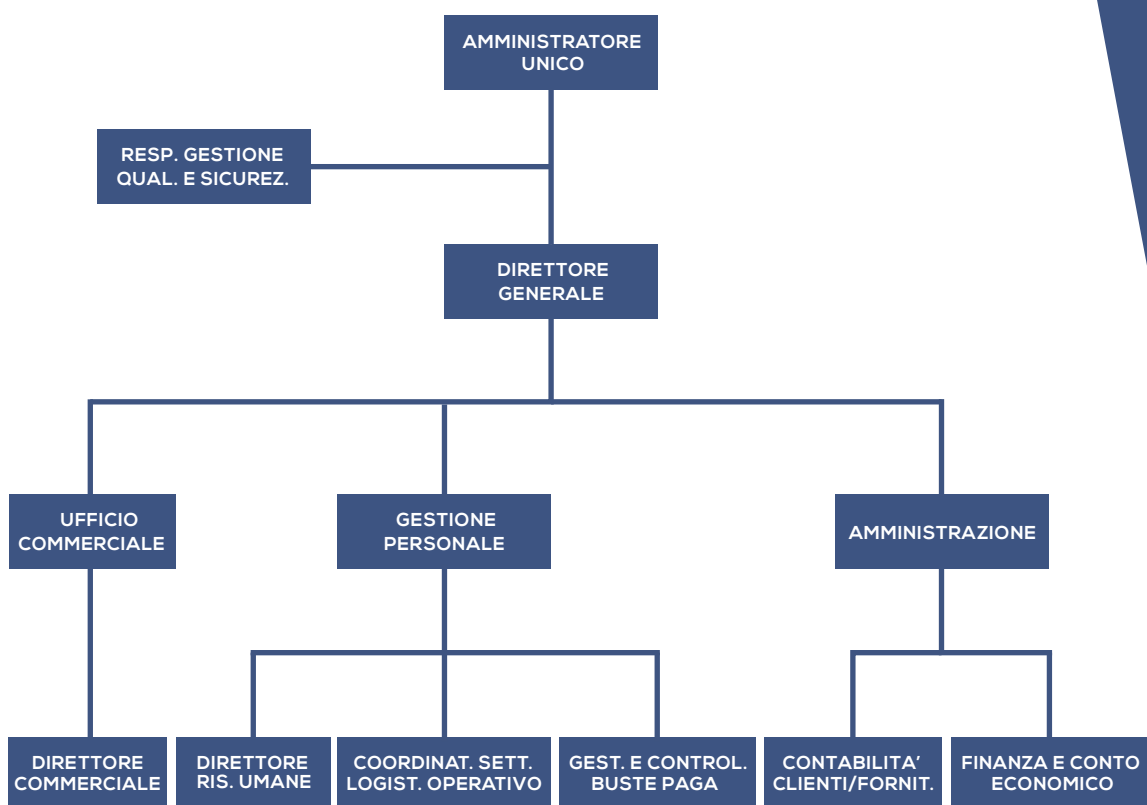 AMMINISTRATORE
UNICO
RESP. GESTIONE
QUAL. E SICUREZ.
DIRETTORE
GENERALE
UFFICIO
COMMERCIALE
GESTIONE
PERSONALE
AMMINISTRAZIONE
DIRETTORE
COMMERCIALE
DIRETTORE
RIS. UMANE
COORDINAT. SETT.
LOGIST. OPERATIVO
GEST. E CONTROL.
BUSTE PAGA
CONTABILITA'
CLIENTI/FORNIT.
FINANZA E CONTO
ECONOMICO